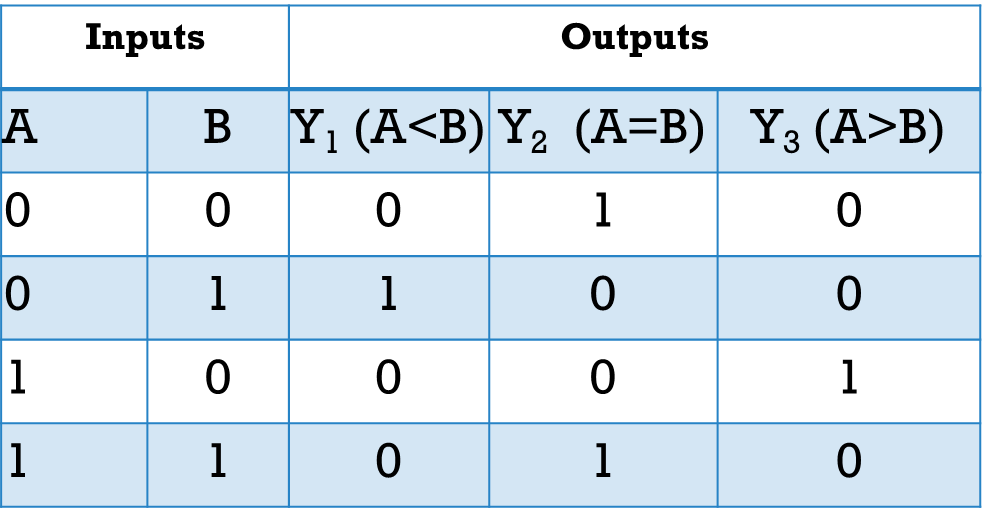 Inputs Outputs
A B Y₁ (A<B) Y₂ (A=B) Y₃ (A>B)
0 0 0 1 0
0 1 1 0 0
1 0 0 0 1
1 1 0 1 0